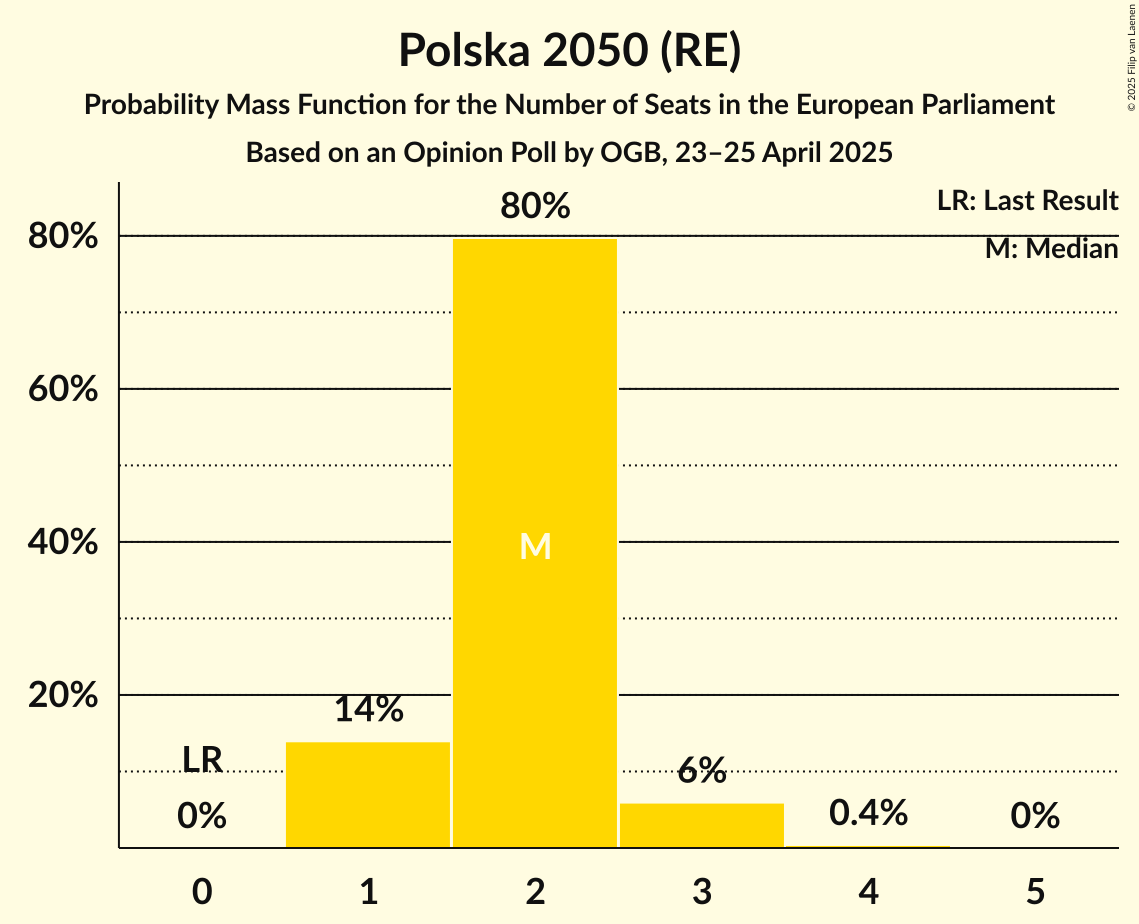 Polska 2050 (RE)
Probability Mass Function for the Number of Seats in the European Parliament
Based on an Opinion Poll by OGB, 23–25 April 2025
© 2025 Filip van Laenen
LR: Last Result
M: Median
80%
60%
40%
20%
LR
0%
14%
80%
M
6%
0.4%
0%
0 1 2 3 4 5